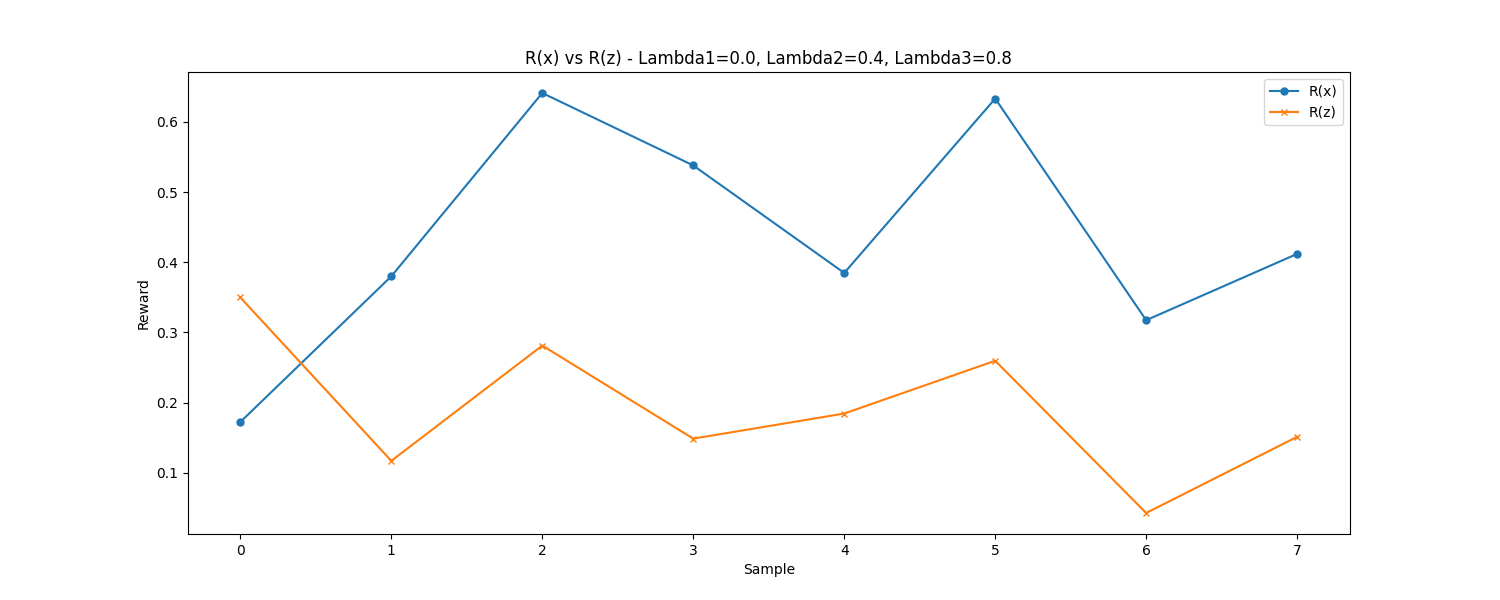 R(x) vs R(z) - Lambda1=0.0, Lambda2=0.4, Lambda3=0.8
R(x)
R(z)
0.6
0.5
0.4
0.3
0.2
0.1
Reward
0 1 2 3 4 5 6 7
Sample